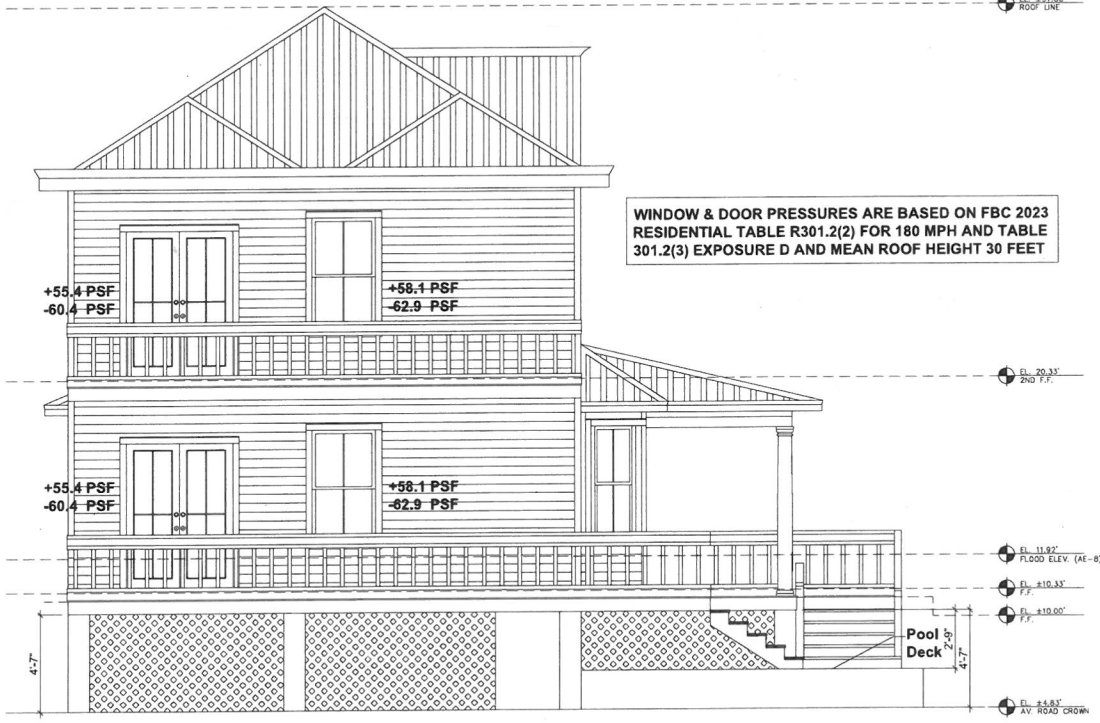 ROOF LINE
WINDOW & DOOR PRESSURES ARE BASED ON FBC 2023
RESIDENTIAL TABLE R301.2(2) FOR 180 MPH AND TABLE
301.2(3) EXPOSURE D AND MEAN ROOF HEIGHT 30 FEET
+55.4 PSF
-60.4 PSF
+58.1 PSF
-62.9 PSF
EL. 20.33'
2ND F.F.
+55.4 PSF
-60.4 PSF
+58.1 PSF
-62.9 PSF
EL. 11.92'
FLOOD ELEV. (AE-8)
EL. ±10.33'
F.F.
EL. ±10.00'
F.F.
Pool
Deck
2'-9"
4'-7"
4'-7"
EL. ±4.83'
AV. ROAD CROWN